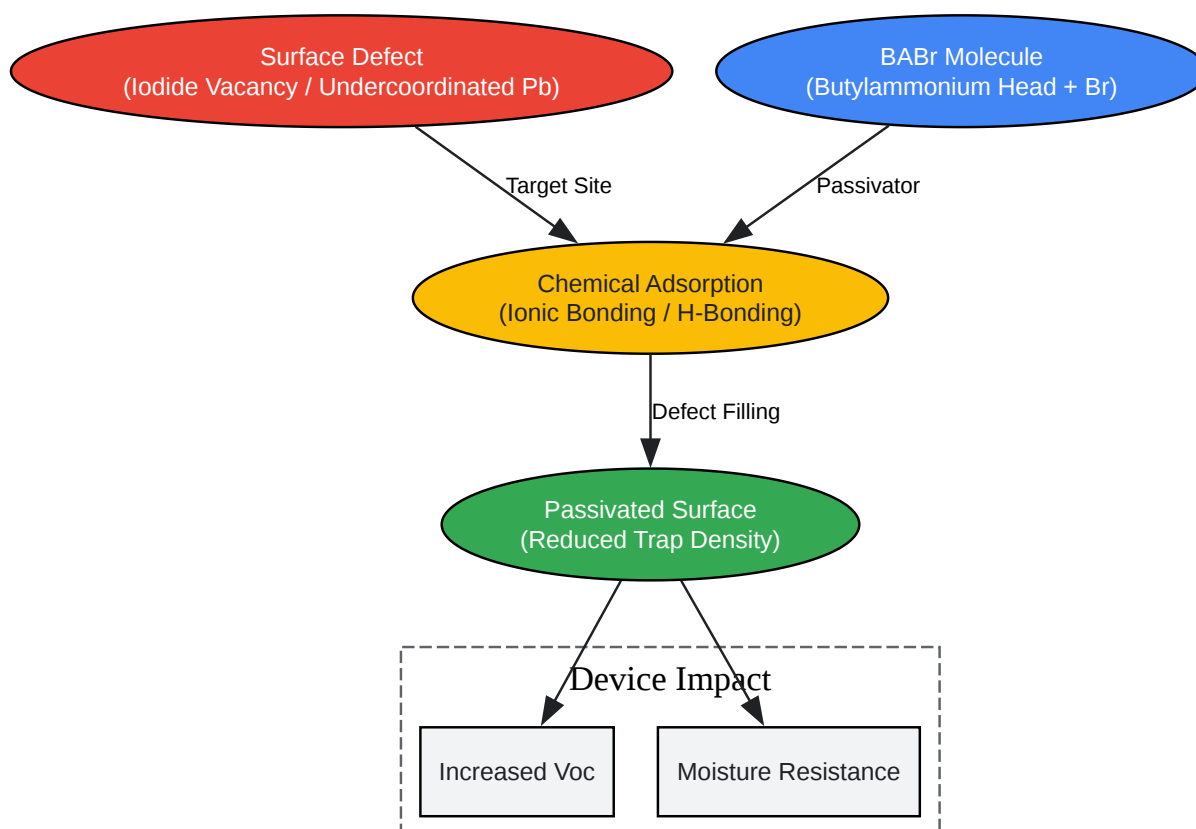 Surface Defect
(Iodide Vacancy / Undercoordinated Pb)
BABr Molecule
(Butylammonium Head + Br)
Target Site
Passivator
Chemical Adsorption
(Ionic Bonding / H-Bonding)
Defect Filling
Passivated Surface
(Reduced Trap Density)
Device Impact
Increased Voc
Moisture Resistance